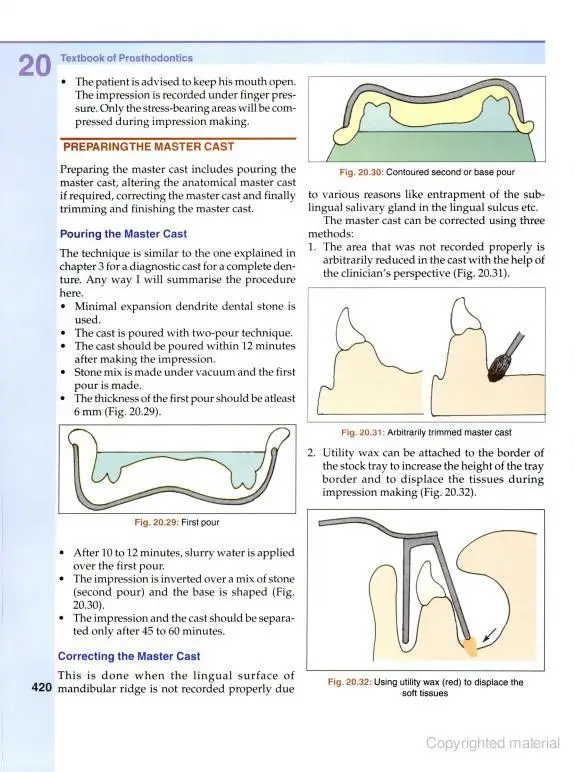 20
Textbook of Prosthodontics
• The patient is advised to keep his mouth open.
The impression is recorded under finger pres-
sure. Only the stress-bearing areas will be com-
pressed during impression making.
PREPARING THE MASTER CAST
Preparing the master cast includes pouring the
master cast, altering the anatomical master cast
if required, correcting the master cast and finally
trimming and finishing the master cast.
Pouring the Master Cast
The technique is similar to the one explained in
chapter 3 for a diagnostic cast for a complete den-
ture. Any way I will summarise the procedure
here.
• Minimal expansion dendrite dental stone is
used.
• The cast is poured with two-pour technique.
• The cast should be poured within 12 minutes
after making the impression.
• Stone mix is made under vacuum and the first
pour is made.
• The thickness of the first pour should be atleast
6 mm (Fig. 20.29).
Fig. 20.29: First pour
• After 10 to 12 minutes, slurry water is applied
over the first pour.
• The impression is inverted over a mix of stone
(second pour) and the base is shaped (Fig.
20.30).
• The impression and the cast should be separa-
ted only after 45 to 60 minutes.
Correcting the Master Cast
This is done when the lingual surface of
mandibular ridge is not recorded properly due
420
Fig. 20.30: Contoured second or base pour
to various reasons like entrapment of the sub-
lingual salivary gland in the lingual sulcus etc.
The master cast can be corrected using three
methods:
1. The area that was not recorded properly is
arbitrarily reduced in the cast with the help of
the clinician's perspective (Fig. 20.31).
Fig. 20.31: Arbitrarily trimmed master cast
2. Utility wax can be attached to the border of
the stock tray to increase the height of the tray
border and to displace the tissues during
impression making (Fig. 20.32).
Fig. 20.32: Using utility wax (red) to displace the
soft tissues
Copyrighted material